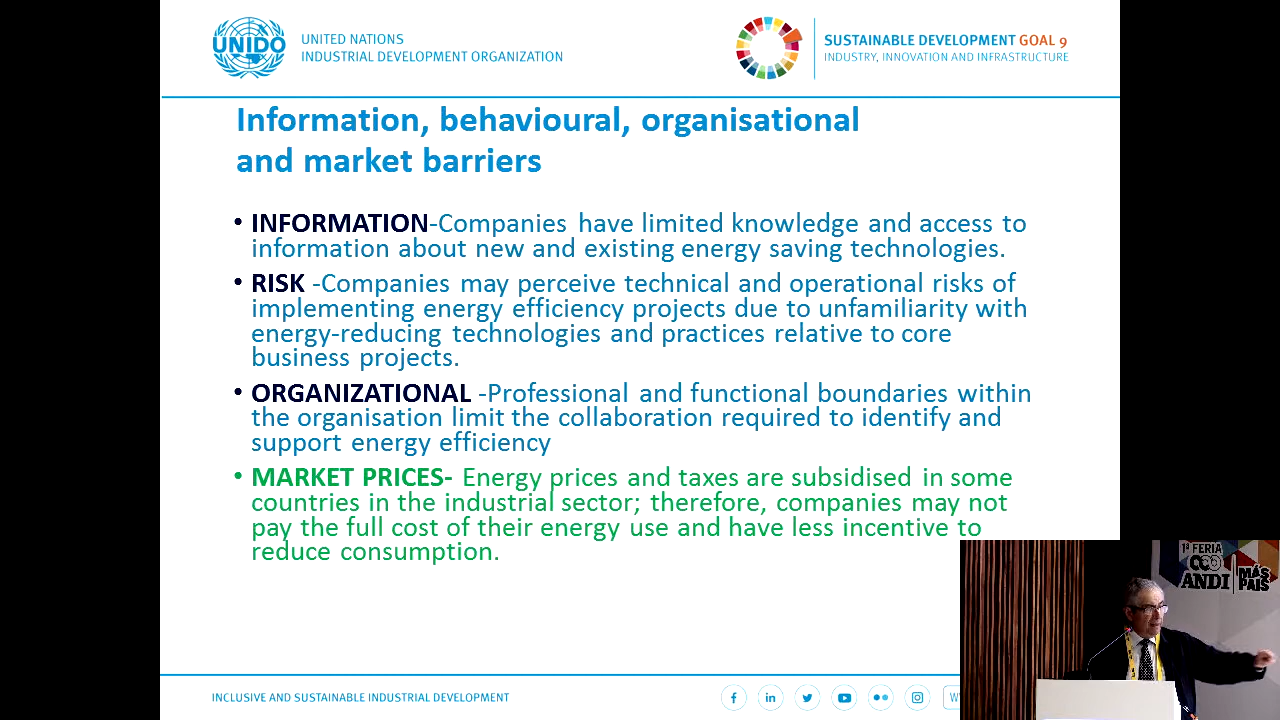 UNIDO
UNITED NATIONS
INDUSTRIAL DEVELOPMENT ORGANIZATION
SUSTAINABLE DEVELOPMENT GOAL 9
INDUSTRY, INNOVATION AND INFRASTRUCTURE
Information, behavioural, organisational
and market barriers
• INFORMATION-Companies have limited knowledge and access to
information about new and existing energy saving technologies.
• RISK -Companies may perceive technical and operational risks of
implementing energy efficiency projects due to unfamiliarity with
energy-reducing technologies and practices relative to core
business projects.
• ORGANIZATIONAL -Professional and functional boundaries within
the organisation limit the collaboration required to identify and
support energy efficiency
• MARKET PRICES- Energy prices and taxes are subsidised in some
countries in the industrial sector; therefore, companies may not
pay the full cost of their energy use and have less incentive to
reduce consumption.
1ª FERIA
ANDI
MÁS
PAÍS
INCLUSIVE AND SUSTAINABLE INDUSTRIAL DEVELOPMENT